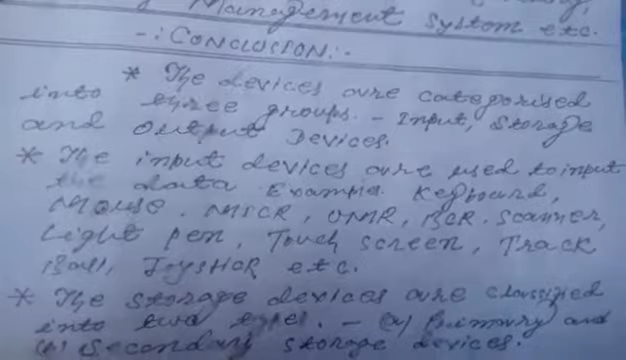 Management System etc.
-: CONCLUSION :-
* The devices are categorised
into three groups. - Input, Storage
and Output Devices.
* The input devices are used to input
the data Example. Keyboard,
Mouse, MICR, OMR, BCR. Scanner,
Light pen, Touch screen, Track
Ball, Joystick etc.
* The storage devices are classified
into two types. - (a) Primary and
(b) Secondary storage devices.